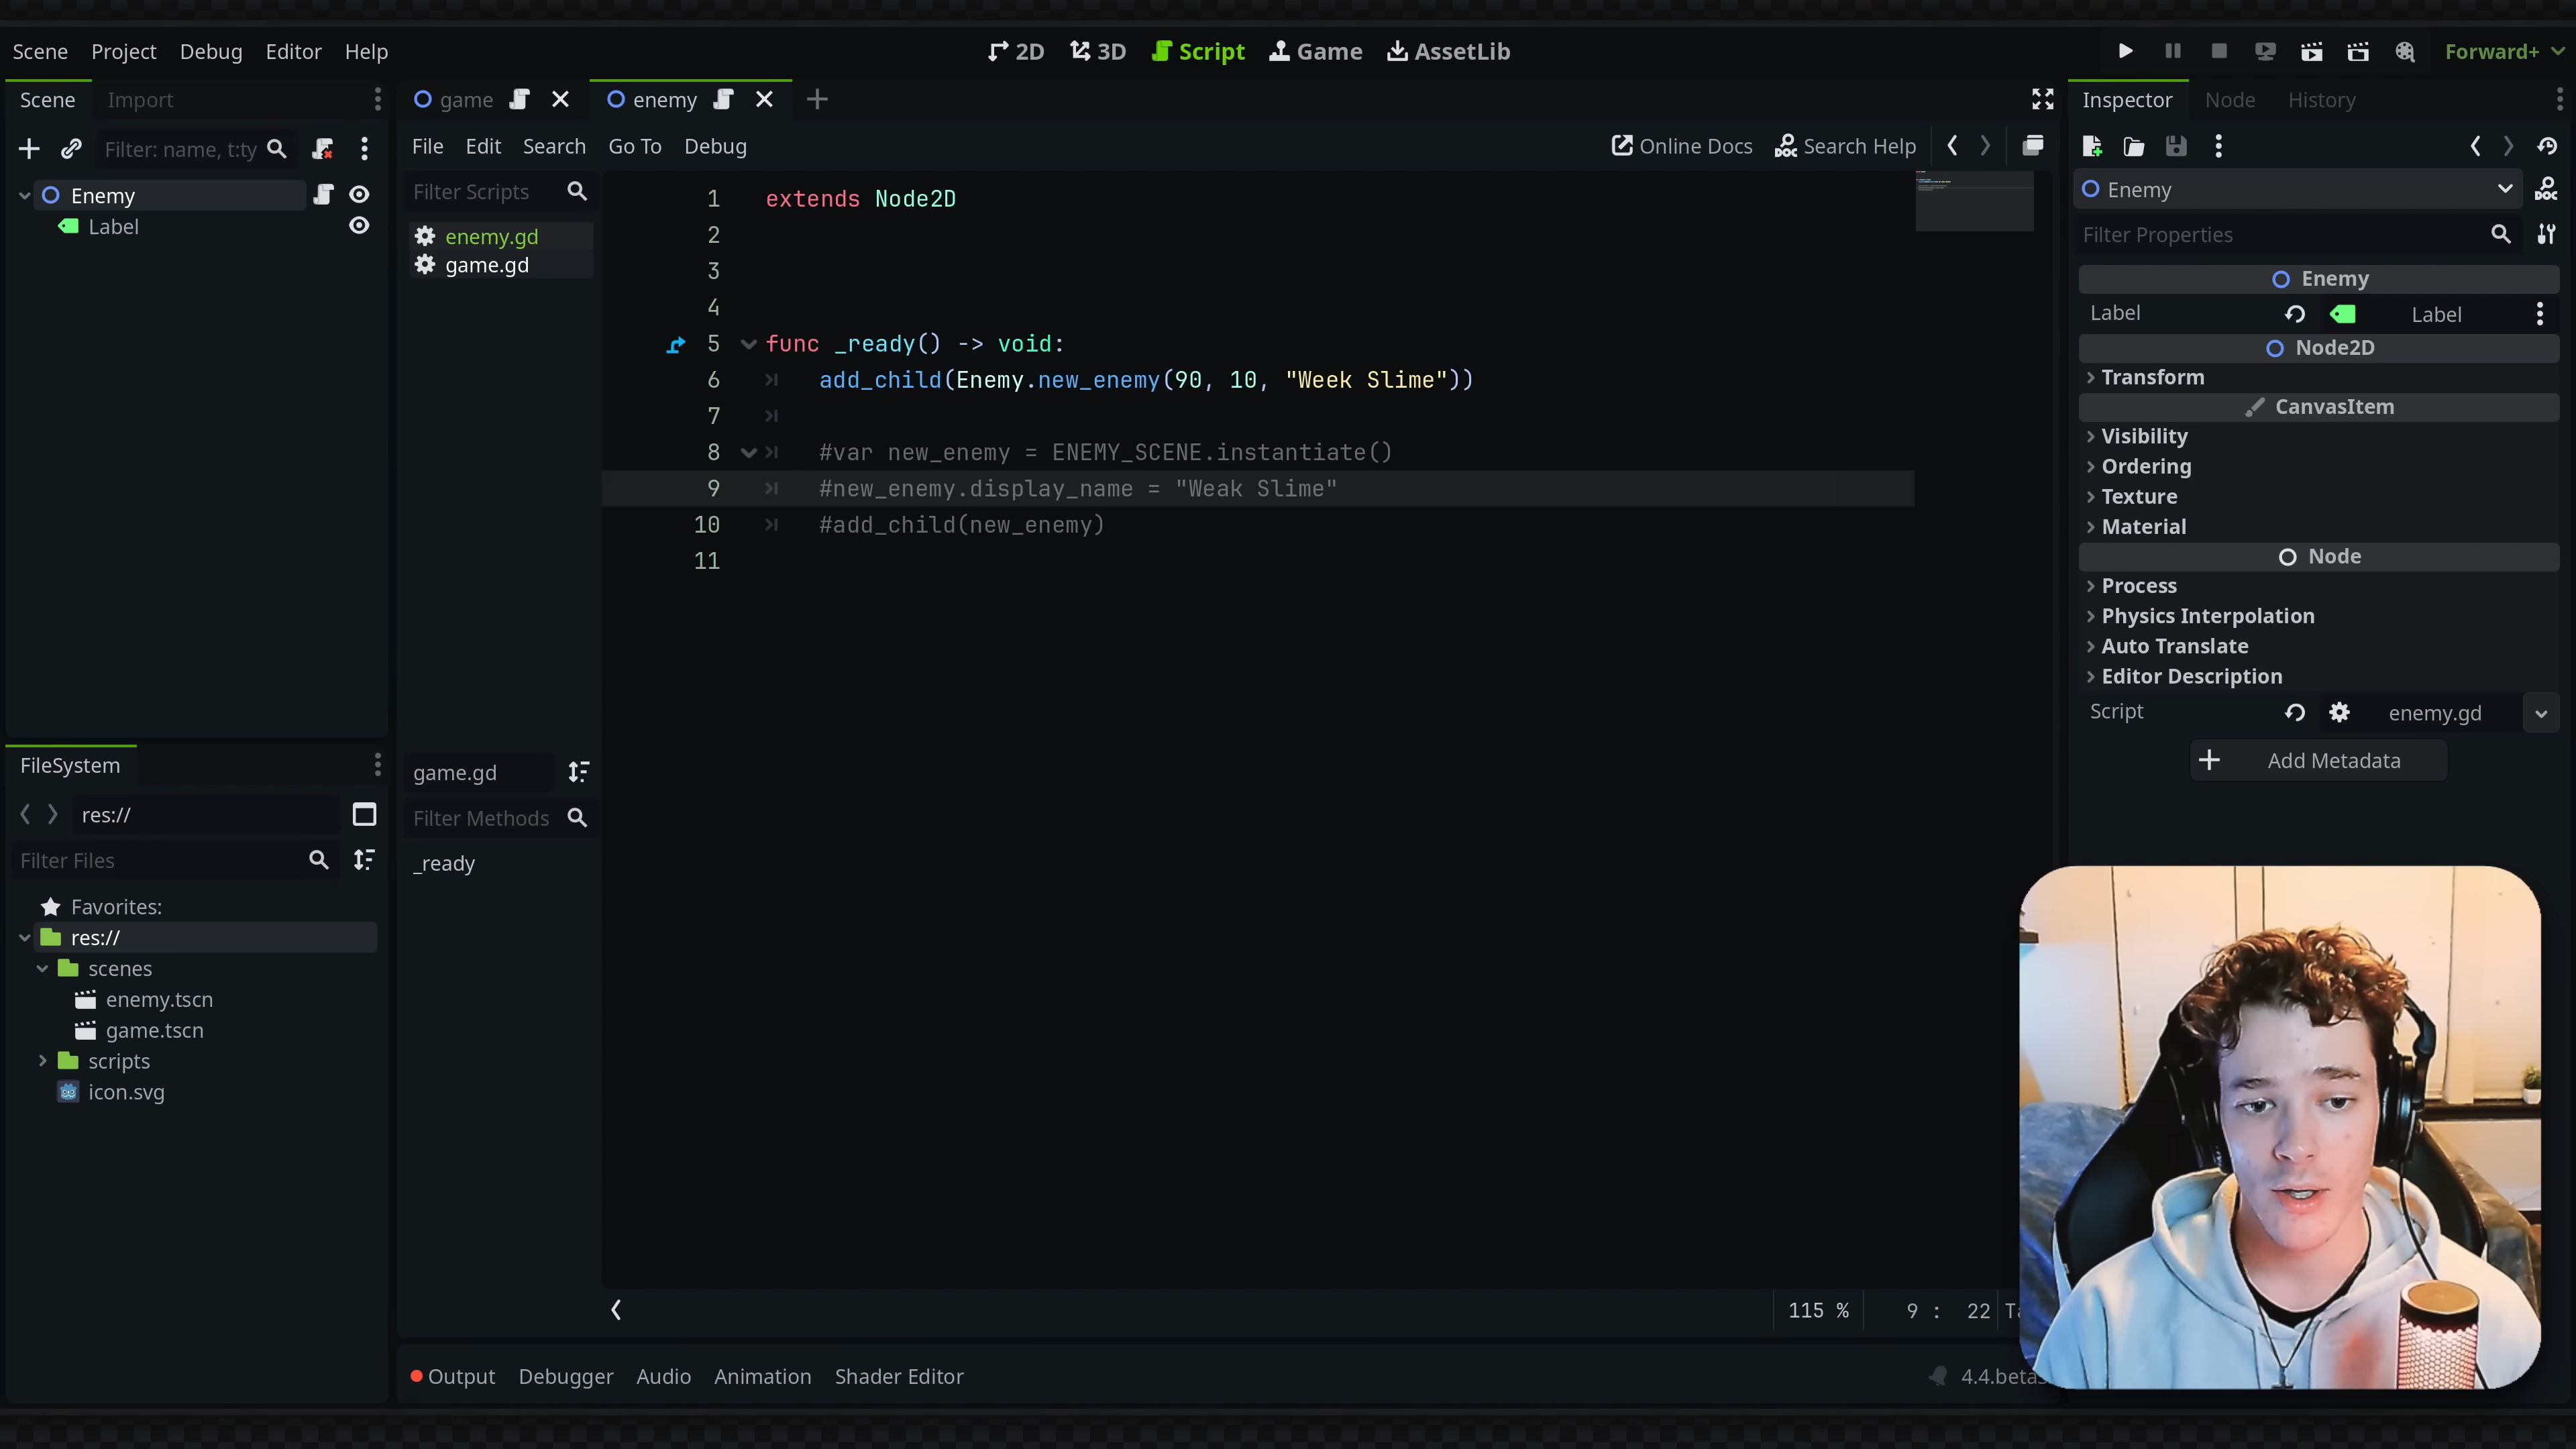 Scene Project Debug Editor Help
2D 3D Script Game AssetLib
Forward+
Scene Import
Filter: name, t:ty
Enemy
Label
FileSystem
res://
Filter Files
Favorites:
res://
scenes
enemy.tscn
game.tscn
scripts
icon.svg
game enemy
File Edit Search Go To Debug
Online Docs Search Help
Filter Scripts
enemy.gd
game.gd
game.gd
Filter Methods
_ready
1 extends Node2D
2
3
4
5 func _ready() -> void:
6 add_child(Enemy.new_enemy(90, 10, "Week Slime"))
7
8 #var new_enemy = ENEMY_SCENE.instantiate()
9 #new_enemy.display_name = "Weak Slime"
10 #add_child(new_enemy)
11
115 % 9 : 22
Output Debugger Audio Animation Shader Editor
Inspector Node History
Enemy
Filter Properties
Enemy
Label Label
Node2D
Transform
CanvasItem
Visibility
Ordering
Texture
Material
Node
Process
Physics Interpolation
Auto Translate
Editor Description
Script enemy.gd
Add Metadata